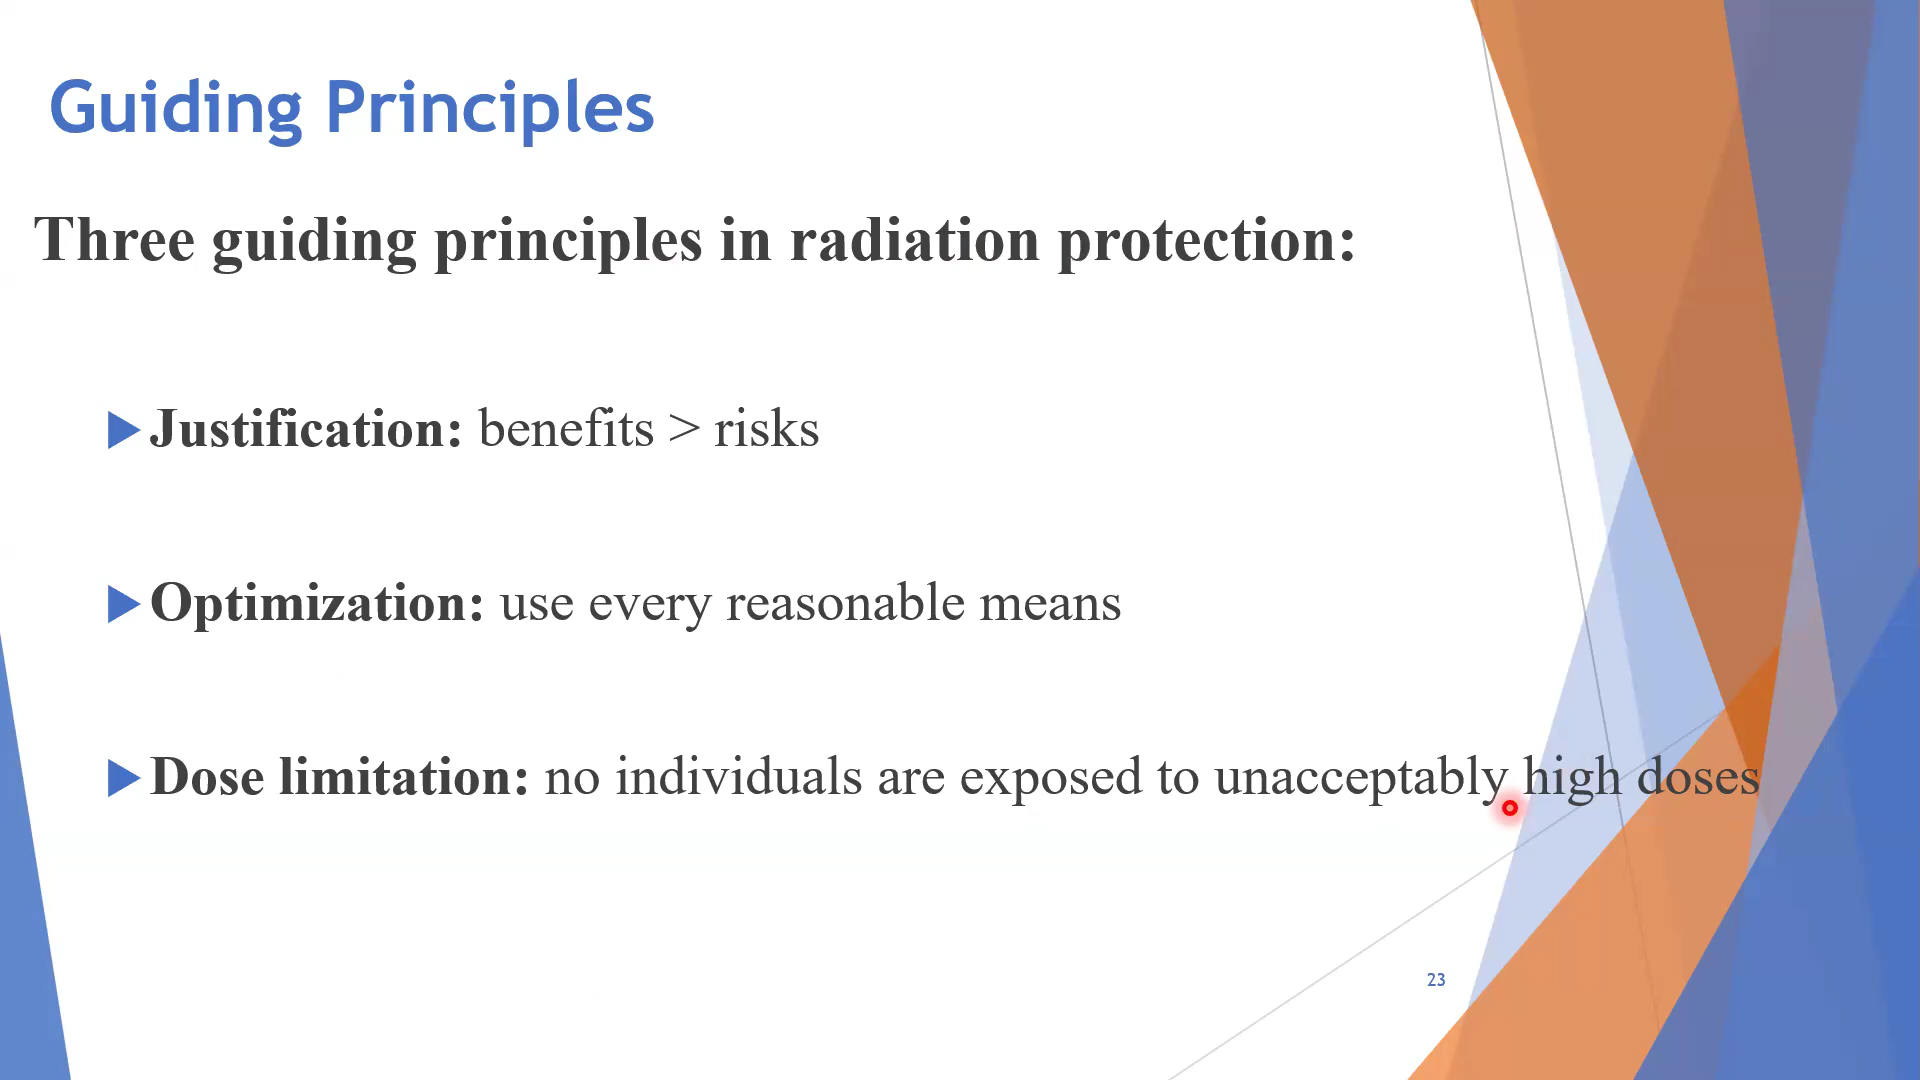 Guiding Principles
Three guiding principles in radiation protection:
Justification: benefits > risks
Optimization: use every reasonable means
Dose limitation: no individuals are exposed to unacceptably high doses
23